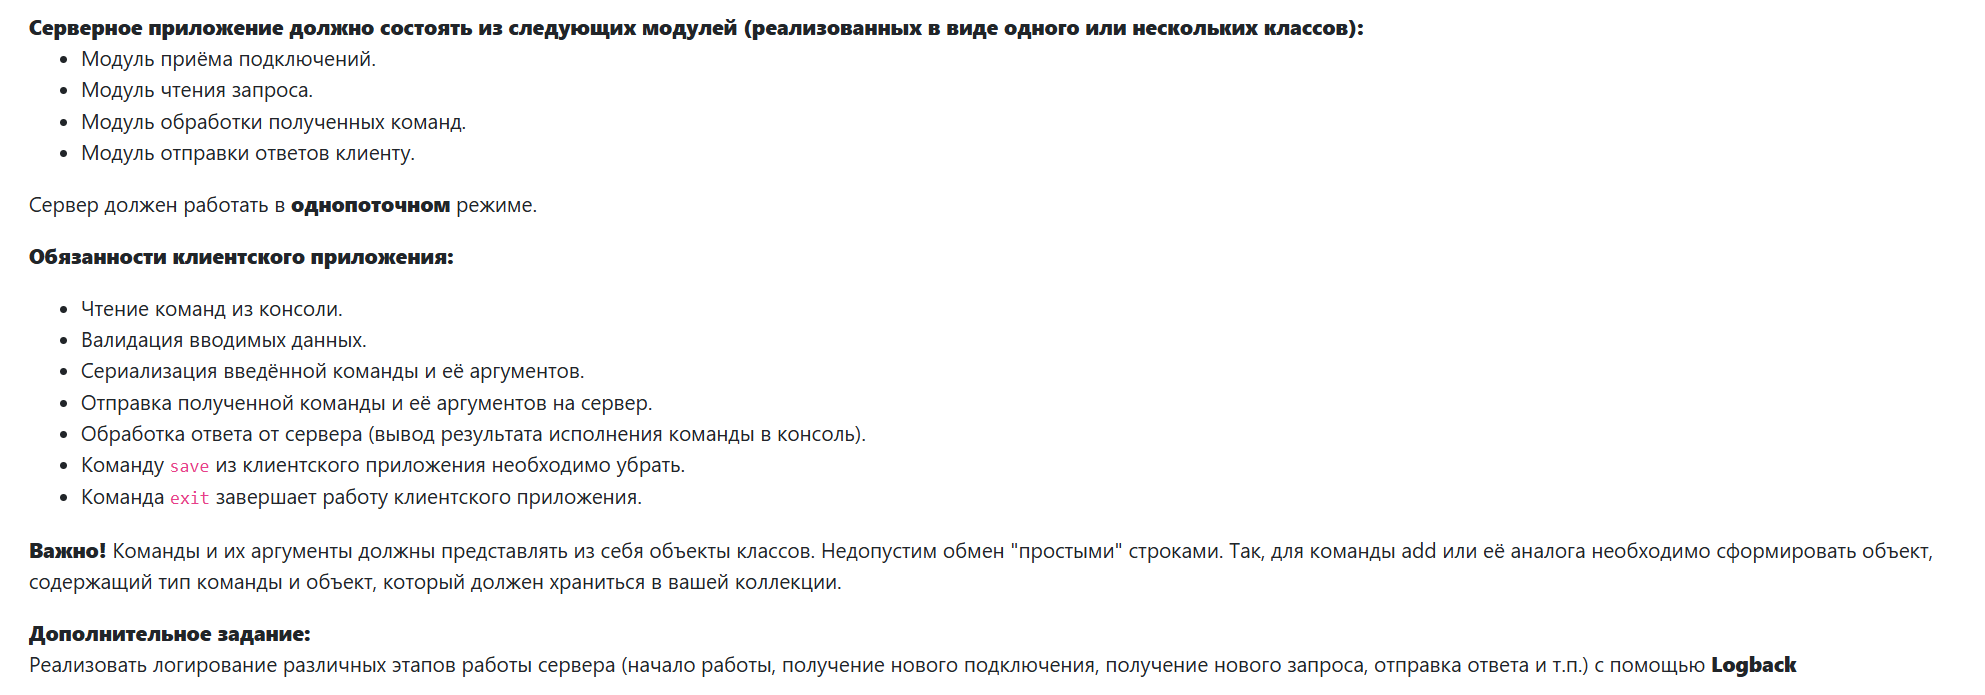 Серверное приложение должно состоять из следующих модулей (реализованных в виде одного или нескольких классов):
• Модуль приёма подключений.
• Модуль чтения запроса.
• Модуль обработки полученных команд.
• Модуль отправки ответов клиенту.
Сервер должен работать в однопоточном режиме.
Обязанности клиентского приложения:
• Чтение команд из консоли.
• Валидация вводимых данных.
• Сериализация введённой команды и её аргументов.
• Отправка полученной команды и её аргументов на сервер.
• Обработка ответа от сервера (вывод результата исполнения команды в консоль).
• Команду save из клиентского приложения необходимо убрать.
• Команда exit завершает работу клиентского приложения.
Важно! Команды и их аргументы должны представлять из себя объекты классов. Недопустим обмен "простыми" строками. Так, для команды add или её аналога необходимо сформировать объект,
содержащий тип команды и объект, который должен храниться в вашей коллекции.
Дополнительное задание:
Реализовать логирование различных этапов работы сервера (начало работы, получение нового подключения, получение нового запроса, отправка ответа и т.п.) с помощью Logback